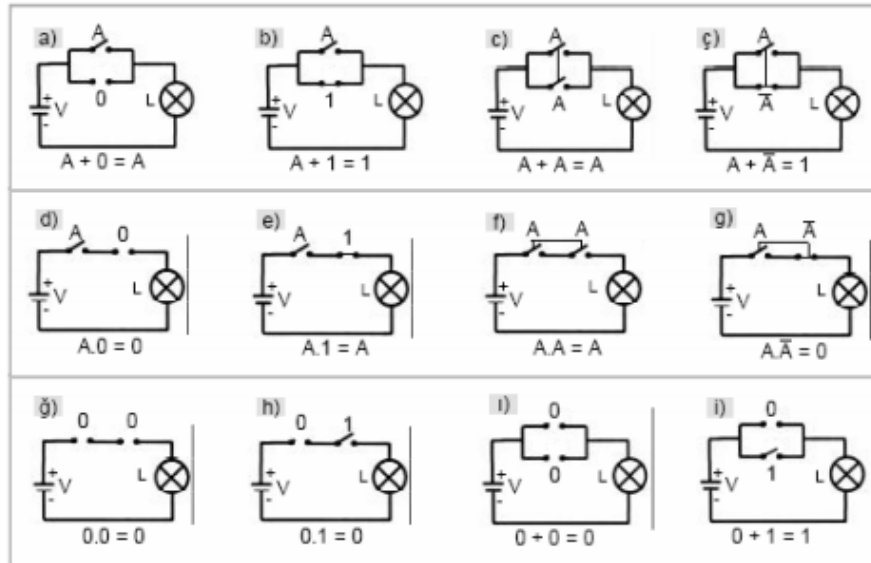 a) A 0 + V - L
A + 0 = A
b) A 1 + V - L
A + 1 = 1
c) A A + V - L
A + A = A
ç) A A̅ + V - L
A + A̅ = 1
d) A 0 + V - L
A.0 = 0
e) A 1 + V - L
A.1 = A
f) A A + V - L
A.A = A
g) A A̅ + V - L
A.A̅ = 0
ğ) 0 0 + V - L
0.0 = 0
h) 0 1 + V - L
0.1 = 0
ı) 0 0 + V - L
0 + 0 = 0
i) 0 1 + V - L
0 + 1 = 1